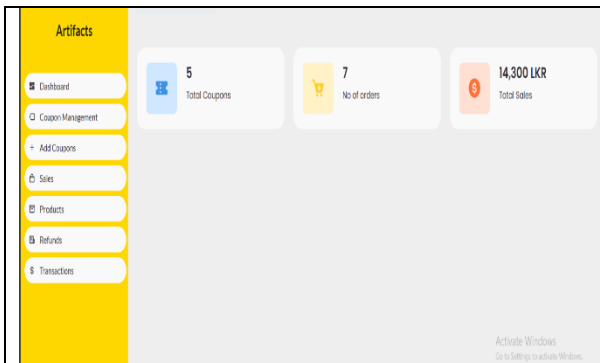 Artifacts
Dashboard
Coupon Management
Add Coupons
Sales
Products
Refunds
Transactions
5
Total Coupons
7
No of orders
14,300 LKR
Total Sales
Activate Windows
Go to Settings to activate Windows.